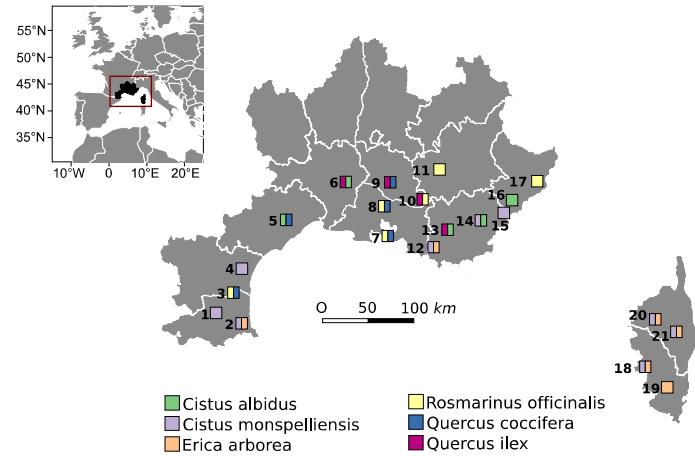 55°N
50°N
45°N
40°N
35°N
10°W 0 10°E 20°E
11
17
6
9
10
16
8
5
14
15
13
7
12
4
3
1
2
O 50 100 km
20
21
18
19
Cistus albidus
Cistus monspelliensis
Erica arborea
Rosmarinus officinalis
Quercus coccifera
Quercus ilex